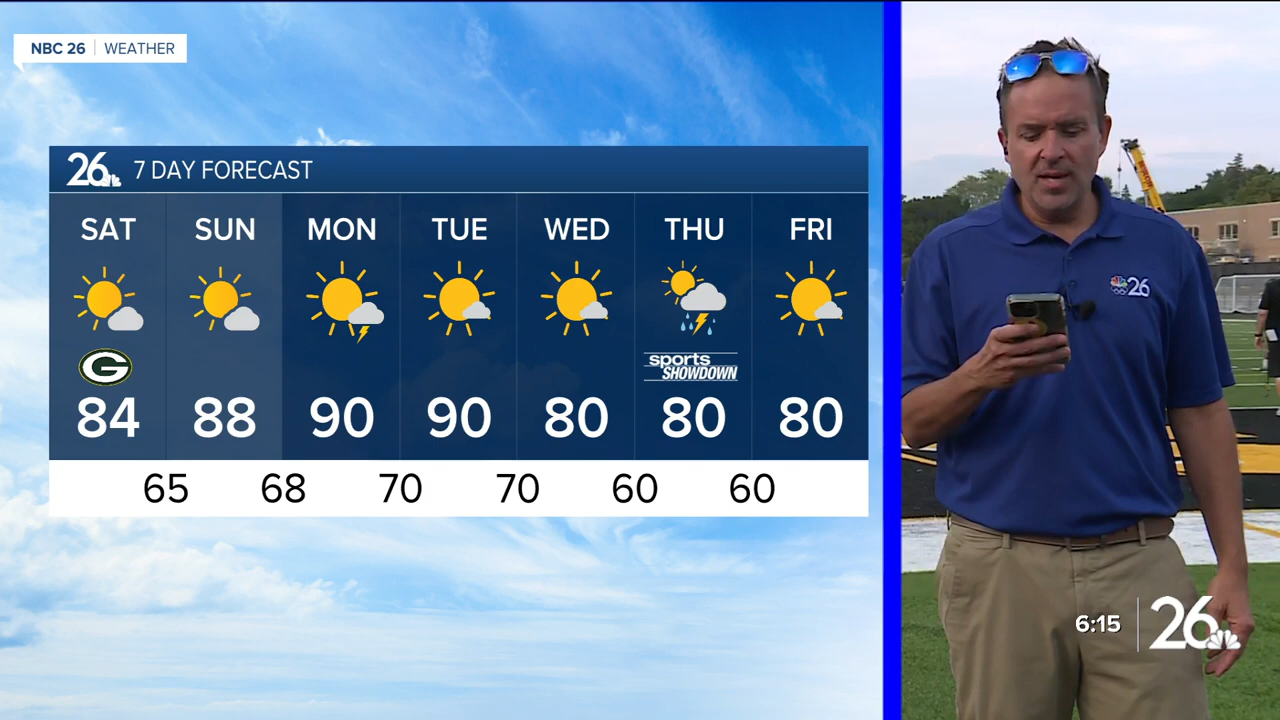 NBC 26 | WEATHER
26 7 DAY FORECAST
SAT SUN MON TUE WED THU FRI
G
sports
SHOWDOWN
84 88 90 90 80 80 80
65 68 70 70 60 60
26
6:15 26